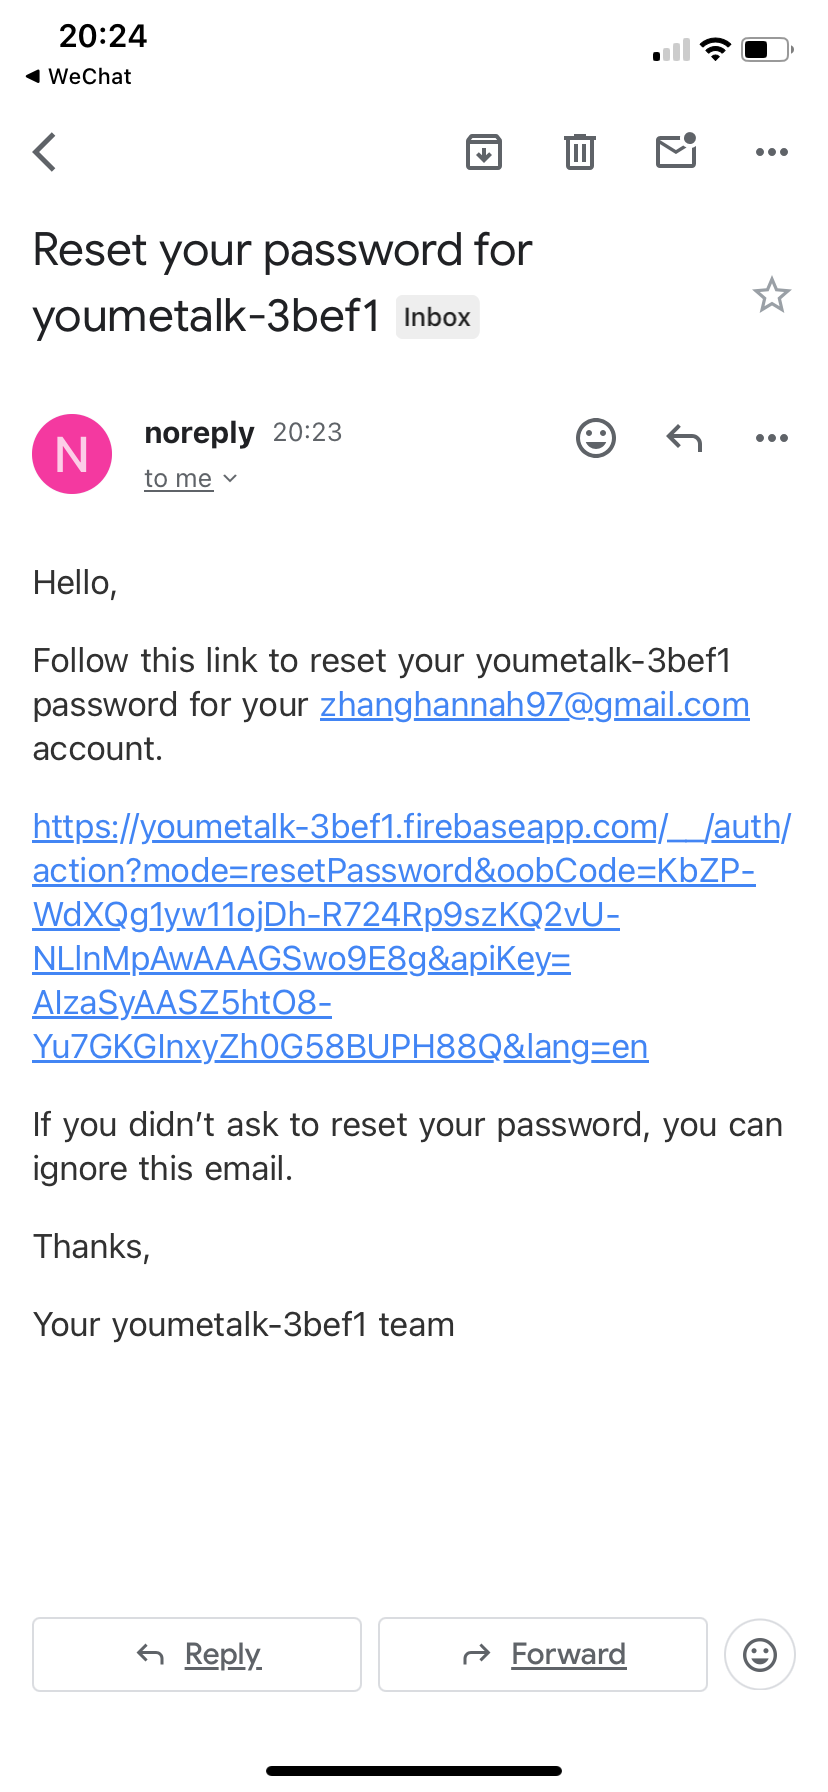 20:24
WeChat
Reset your password for
youmetalk-3bef1 Inbox
N
noreply 20:23
to me
Hello,
Follow this link to reset your youmetalk-3bef1
password for your zhanghannah97@gmail.com
account.
https://youmetalk-3bef1.firebaseapp.com/__/auth/
action?mode=resetPassword&oobCode=KbZP-
WdXQg1yw11ojDh-R724Rp9szKQ2vU-
NLlnMpAwAAAGSwo9E8g&apiKey=
AIzaSyAASZ5htO8-
Yu7GKGInxyZh0G58BUPH88Q&lang=en
If you didn't ask to reset your password, you can
ignore this email.
Thanks,
Your youmetalk-3bef1 team
Reply Forward